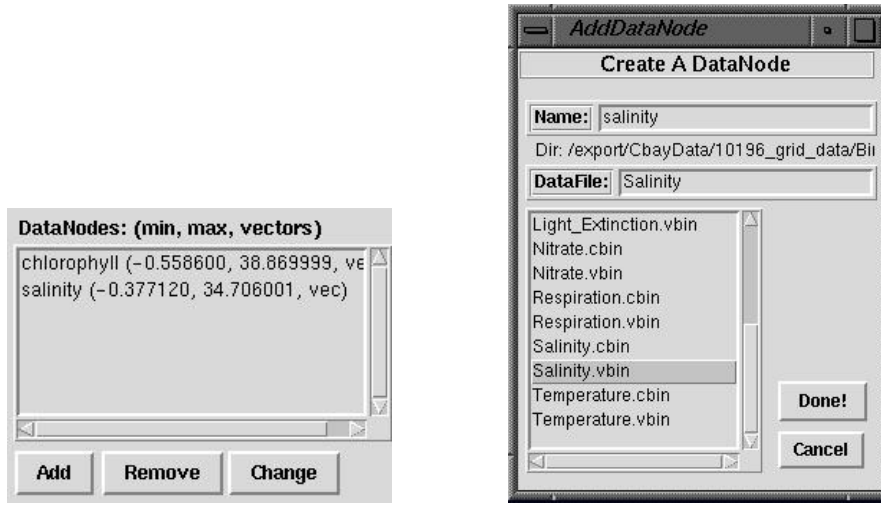 DataNodes: (min, max, vectors)
chlorophyll (-0.558600, 38.869999, ve
salinity (-0.377120, 34.706001, vec)
Add Remove Change
AddDataNode
Create A DataNode
Name: salinity
Dir: /export/CbayData/10196_grid_data/Bin
DataFile: Salinity
Light_Extinction.vbin
Nitrate.cbin
Nitrate.vbin
Respiration.cbin
Respiration.vbin
Salinity.cbin
Salinity.vbin
Temperature.cbin
Temperature.vbin
Done!
Cancel